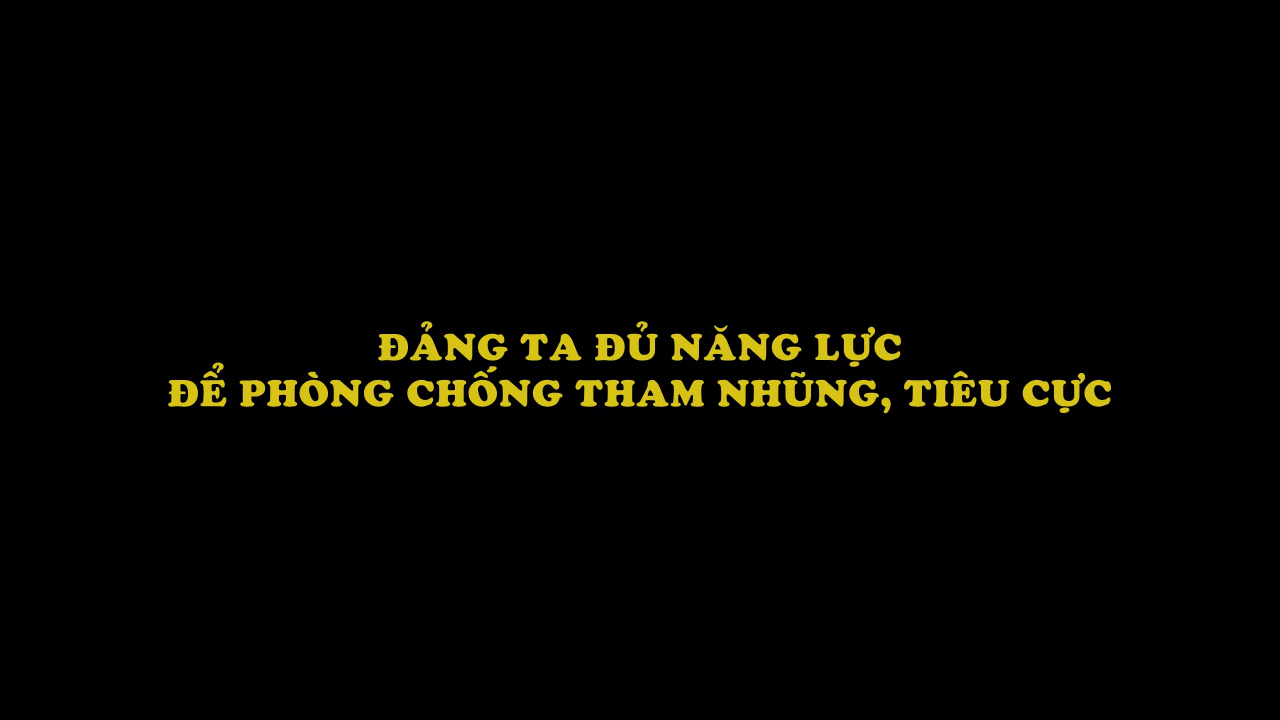 ĐẢNG TA ĐỦ NĂNG LỰC
ĐỂ PHÒNG CHỐNG THAM NHŨNG, TIÊU CỰC